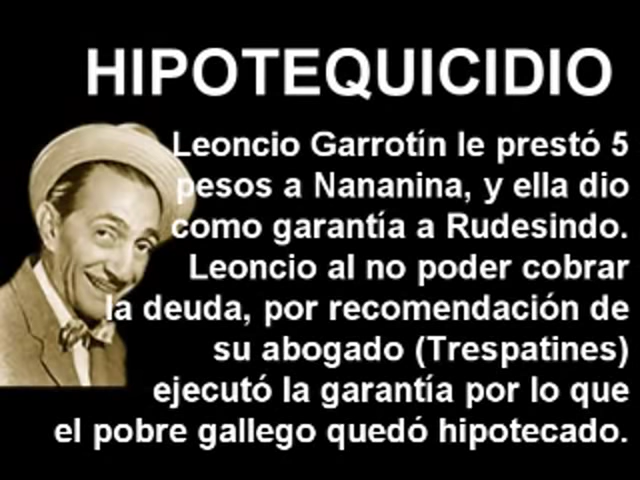 HIPOTEQUICIDIO
Leoncio Garrotín le prestó 5
pesos a Nananina, y ella dio
como garantía a Rudesindo.
Leoncio al no poder cobrar
la deuda, por recomendación de
su abogado (Trespatines)
ejecutó la garantía por lo que
el pobre gallego quedó hipotecado.